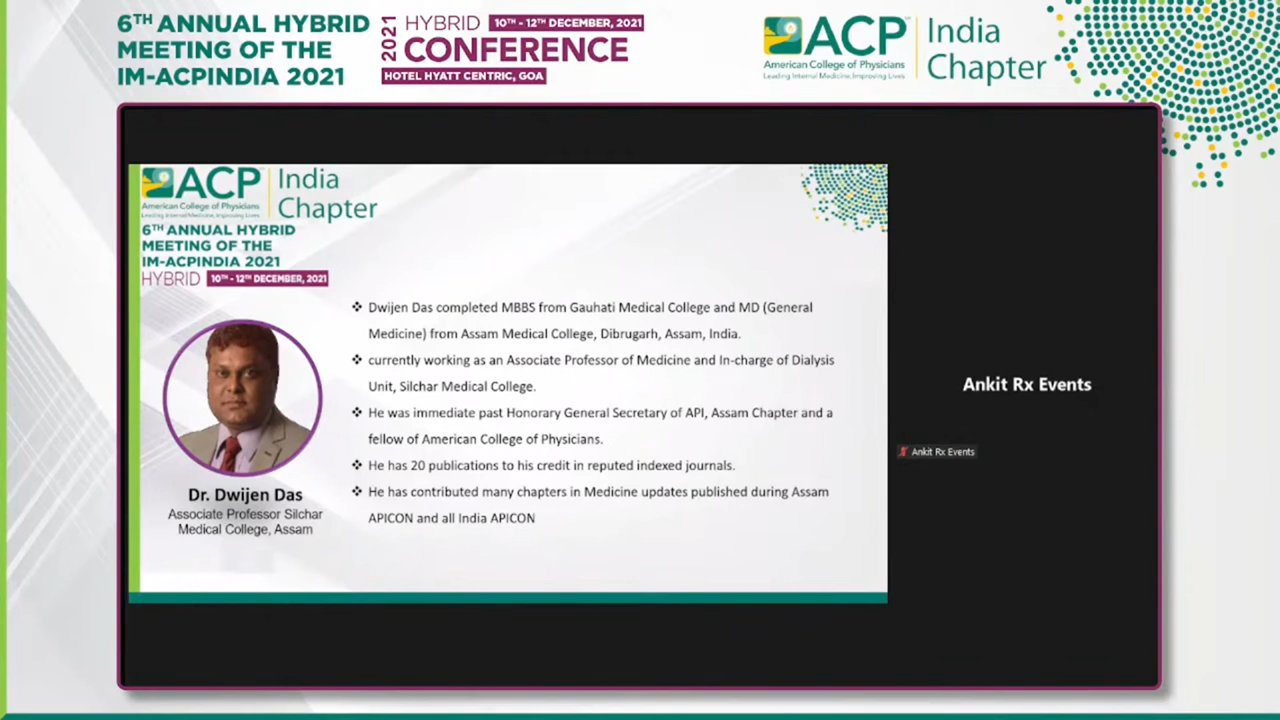 6TH ANNUAL HYBRID
MEETING OF THE
IM-ACPINDIA 2021
2021
HYBRID 10TH - 12TH DECEMBER, 2021
CONFERENCE
HOTEL HYATT CENTRIC, GOA
ACP
American College of Physicians
Leading Internal Medicine, Improving Lives
India
Chapter
ACP
American College of Physicians
Leading Internal Medicine, Improving Lives
India
Chapter
6TH ANNUAL HYBRID
MEETING OF THE
IM-ACPINDIA 2021
HYBRID 10TH - 12TH DECEMBER, 2021
❖ Dwijen Das completed MBBS from Gauhati Medical College and MD (General
Medicine) from Assam Medical College, Dibrugarh, Assam, India.
❖ currently working as an Associate Professor of Medicine and In-charge of Dialysis
Unit, Silchar Medical College.
❖ He was immediate past Honorary General Secretary of API, Assam Chapter and a
fellow of American College of Physicians.
❖ He has 20 publications to his credit in reputed indexed journals.
❖ He has contributed many chapters in Medicine updates published during Assam
APICON and all India APICON
Dr. Dwijen Das
Associate Professor Silchar
Medical College, Assam
Ankit Rx Events
Ankit Rx Events